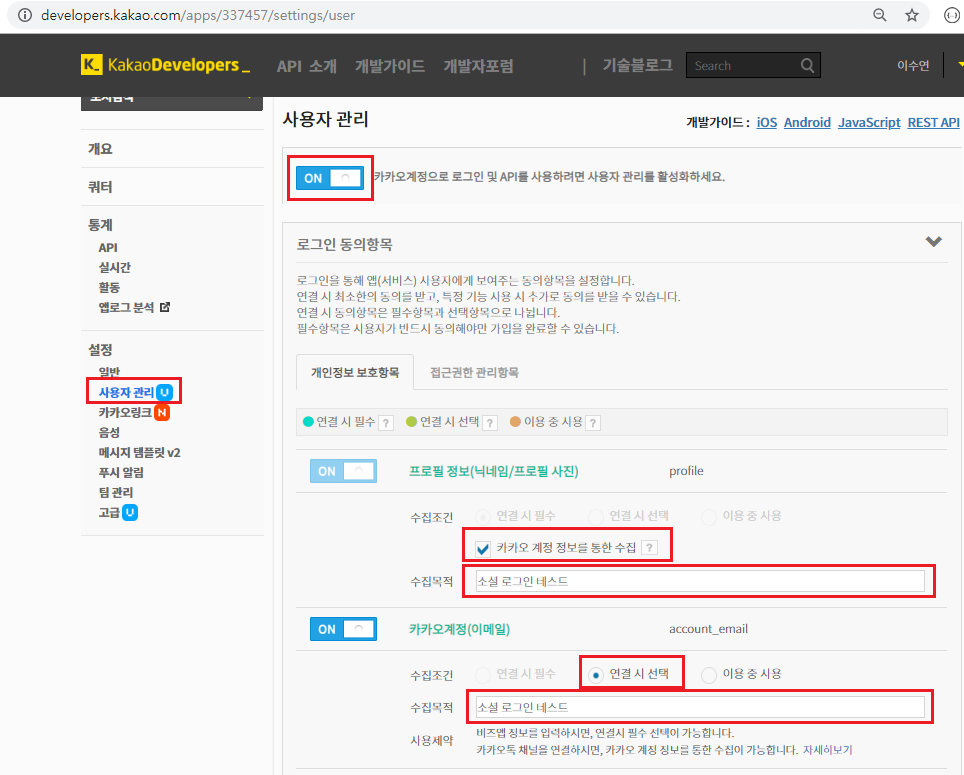 developers.kakao.com/apps/337457/settings/user
KakaoDevelopers_ API 소개 개발가이드 개발자포럼 | 기술블로그 Search 이수연
개요
쿼터
통계
API
실시간
활동
앱로그 분석
설정
일반
사용자 관리 U
카카오링크 N
음성
메시지 템플릿 v2
푸시 알림
팀 관리
고급 U
사용자 관리
개발가이드 : iOS Android JavaScript REST API
ON 카카오계정으로 로그인 및 API를 사용하려면 사용자 관리를 활성화하세요.
로그인 동의항목
로그인을 통해 앱(서비스) 사용자에게 보여주는 동의항목을 설정합니다.
연결 시 최소한의 동의를 받고, 특정 기능 사용 시 추가로 동의를 받을 수 있습니다.
연결 시 동의항목은 필수항목과 선택항목으로 나뉩니다.
필수항목은 사용자가 반드시 동의해야만 가입을 완료할 수 있습니다.
개인정보 보호항목 접근권한 관리항목
연결 시 필수 ? 연결 시 선택 ? 이용 중 사용 ?
ON 프로필 정보(닉네임/프로필 사진) profile
수집조건 연결 시 필수 연결 시 선택 이용 중 사용
카카오 계정 정보를 통한 수집 ?
수집목적 소셜 로그인 테스트
ON 카카오계정(이메일) account_email
수집조건 연결 시 필수 연결 시 선택 이용 중 사용
수집목적 소셜 로그인 테스트
사용제약 비즈앱 정보를 입력하시면, 연결시 필수 선택이 가능합니다.
카카오톡 채널을 연결하시면, 카카오 계정 정보를 통한 수집이 가능합니다. 자세히보기